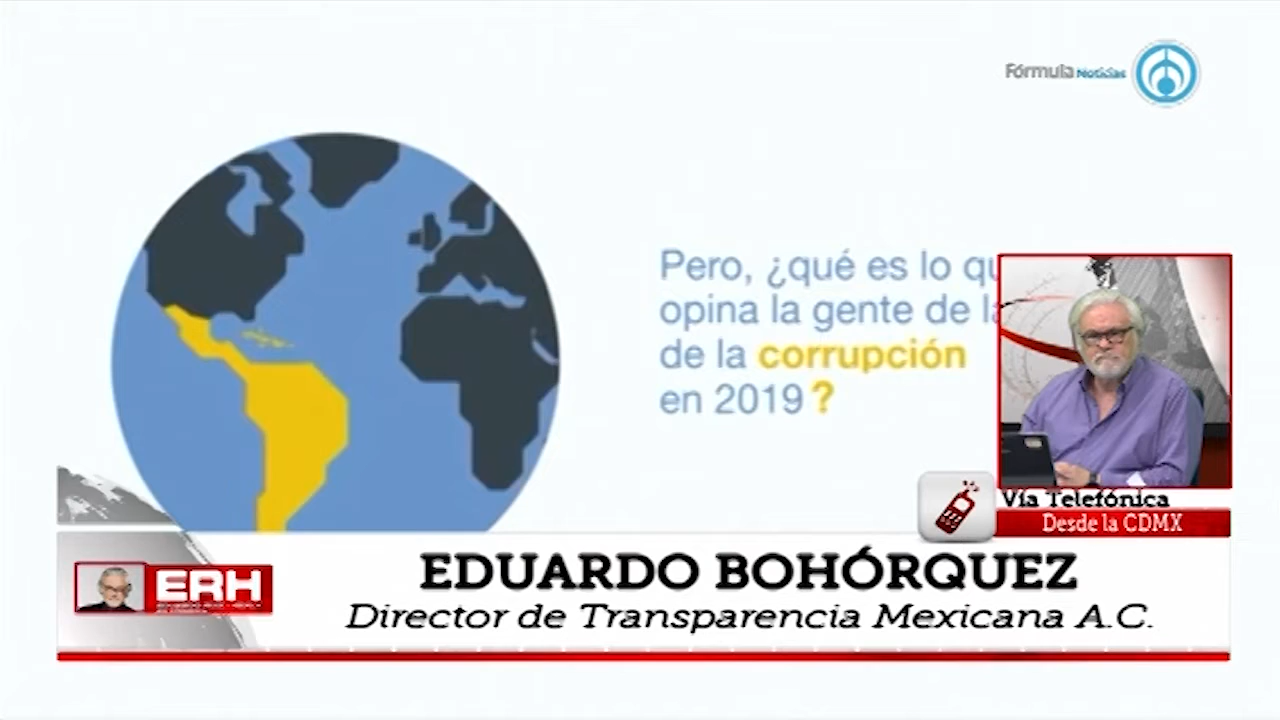 Fórmula Noticias
Pero, ¿qué es lo qu
opina la gente de la
de la corrupción
en 2019 ?
Vía Telefónica
Desde la CDMX
ERH
EDUARDO BOHÓRQUEZ
Director de Transparencia Mexicana A.C.